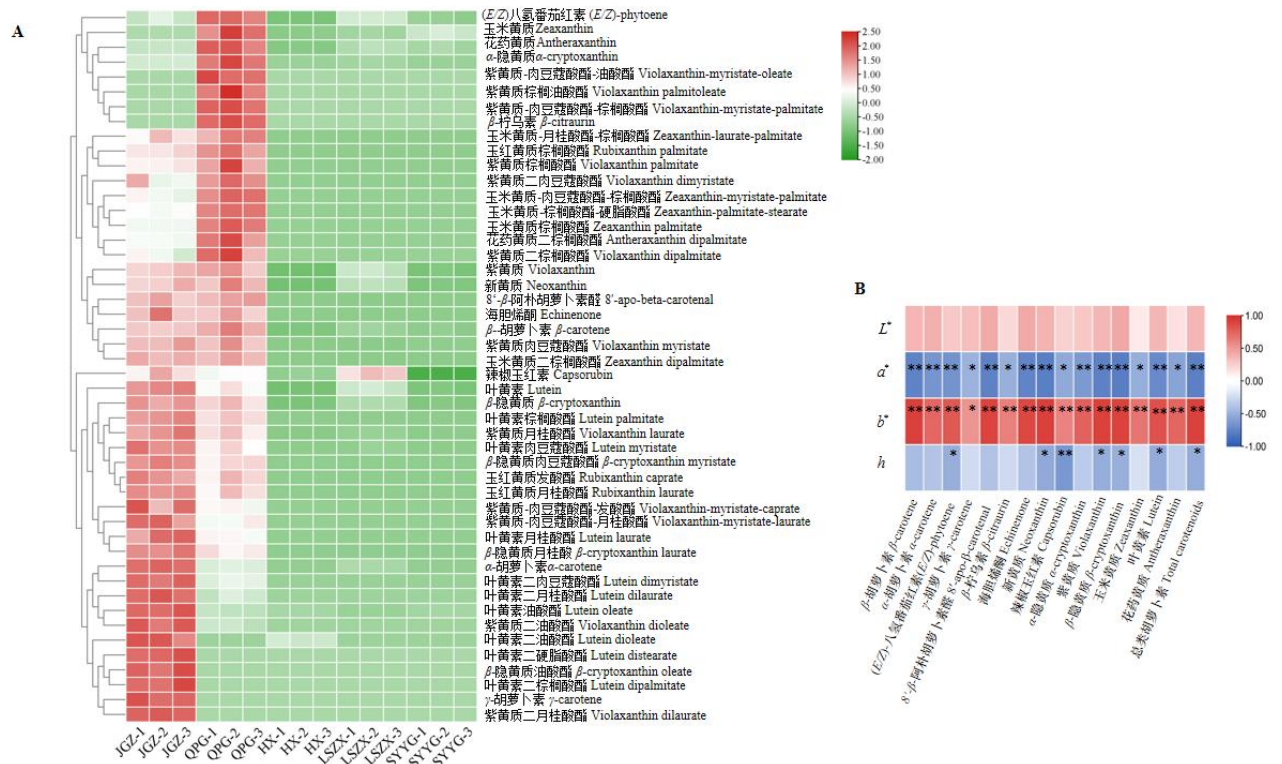 A
(E/Z)八氢番茄红素 (E/Z)-phytoene
玉米黄质 Zeaxanthin
花药黄质 Antheraxanthin
α-隐黄质α-cryptoxanthin
紫黄质-肉豆蔻酸酯-油酸酯 Violaxanthin-myristate-oleate
紫黄质棕榈油酸酯 Violaxanthin palmitoleate
紫黄质-肉豆蔻酸酯-棕榈酸酯 Violaxanthin-myristate-palmitate
β-柠乌素 β-citraurin
玉米黄质-月桂酸酯-棕榈酸酯 Zeaxanthin-laurate-palmitate
玉红黄质棕榈酸酯 Rubixanthin palmitate
紫黄质棕榈酸酯 Violaxanthin palmitate
紫黄质二肉豆蔻酸酯 Violaxanthin dimyristate
玉米黄质-肉豆蔻酸酯-棕榈酸酯 Zeaxanthin-myristate-palmitate
玉米黄质-棕榈酸酯-硬脂酸酯 Zeaxanthin-palmitate-stearate
玉米黄质棕榈酸酯 Zeaxanthin palmitate
花药黄质二棕榈酸酯 Antheraxanthin dipalmitate
紫黄质二棕榈酸酯 Violaxanthin dipalmitate
紫黄质 Violaxanthin
新黄质 Neoxanthin
8'-β-阿朴胡萝卜素醛 8'-apo-beta-carotenal
海胆烯酮 Echinenone
β--胡萝卜素 β-carotene
紫黄质肉豆蔻酸酯 Violaxanthin myristate
玉米黄质二棕榈酸酯 Zeaxanthin dipalmitate
辣椒玉红素 Capsorubin
叶黄素 Lutein
β-隐黄质 β-cryptoxanthin
叶黄素棕榈酸酯 Lutein palmitate
紫黄质月桂酸酯 Violaxanthin laurate
叶黄素肉豆蔻酸酯 Lutein myristate
β-隐黄质肉豆蔻酸酯 β-cryptoxanthin myristate
玉红黄质发酸酯 Rubixanthin caprate
玉红黄质月桂酸酯 Rubixanthin laurate
紫黄质-肉豆蔻酸酯-发酸酯 Violaxanthin-myristate-caprate
紫黄质-肉豆蔻酸酯-月桂酸酯 Violaxanthin-myristate-laurate
叶黄素月桂酸酯 Lutein laurate
β-隐黄质月桂酸 β-cryptoxanthin laurate
α-胡萝卜素α-carotene
叶黄素二肉豆蔻酸酯 Lutein dimyristate
叶黄素二月桂酸酯 Lutein dilaurate
叶黄素油酸酯 Lutein oleate
紫黄质二油酸酯 Violaxanthin dioleate
叶黄素二油酸酯 Lutein dioleate
叶黄素二硬脂酸酯 Lutein distearate
β-隐黄质油酸酯 β-cryptoxanthin oleate
叶黄素二棕榈酸酯 Lutein dipalmitate
γ-胡萝卜素 γ-carotene
紫黄质二月桂酸酯 Violaxanthin dilaurate
JGZ-1
JGZ-2
JGZ-3
QPG-1
QPG-2
QPG-3
HX-1
HX-2
HX-3
LSZX-1
LSZX-2
LSZX-3
SYYG-1
SYYG-2
SYYG-3
2.50
2.00
1.50
1.00
0.50
0.00
-0.50
-1.00
-1.50
-2.00
B
L*
a* ** ** ** * ** * ** ** * ** ** ** * ** * **
b* ** ** ** * ** ** ** ** ** ** ** ** ** ** ** **
h * * ** * * * *
1.00
0.50
0.00
-0.50
-1.00
β-胡萝卜素 β-carotene
α-胡萝卜素 α-carotene
(E/Z)-八氢番茄红素(E/Z)-phytoene
γ-胡萝卜素 γ-carotene
8'-β-阿朴胡萝卜素醛 8'-apo-β-carotenal
β-柠乌素 β-citraurin
海胆烯酮 Echinenone
新黄质 Neoxanthin
辣椒玉红素 Capsorubin
α-隐黄质 α-cryptoxanthin
紫黄质 Violaxanthin
β-隐黄质 β-cryptoxanthin
玉米黄质 Zeaxanthin
叶黄素 Lutein
花药黄质 Antheraxanthin
总类胡萝卜素 Total carotenoids